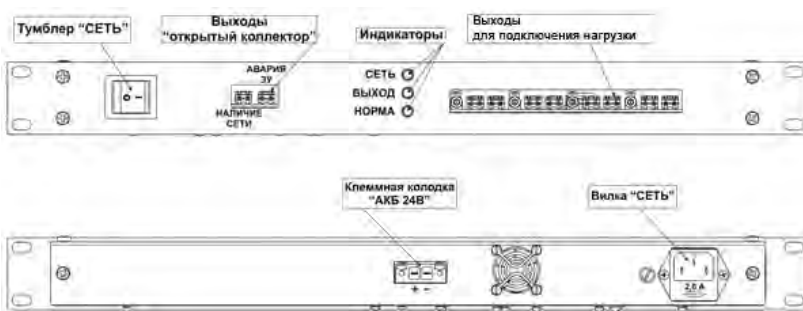 Тумблер "СЕТЬ"
Выходы
"открытый коллектор"
Индикаторы
Выходы
для подключения нагрузки
АВАРИЯ
ЗУ
СЕТЬ
ВЫХОД
НОРМА
НАЛИЧИЕ
СЕТИ
Клеммная колодка
"АКБ 24В"
Вилка "СЕТЬ"
+ -
2,0 А